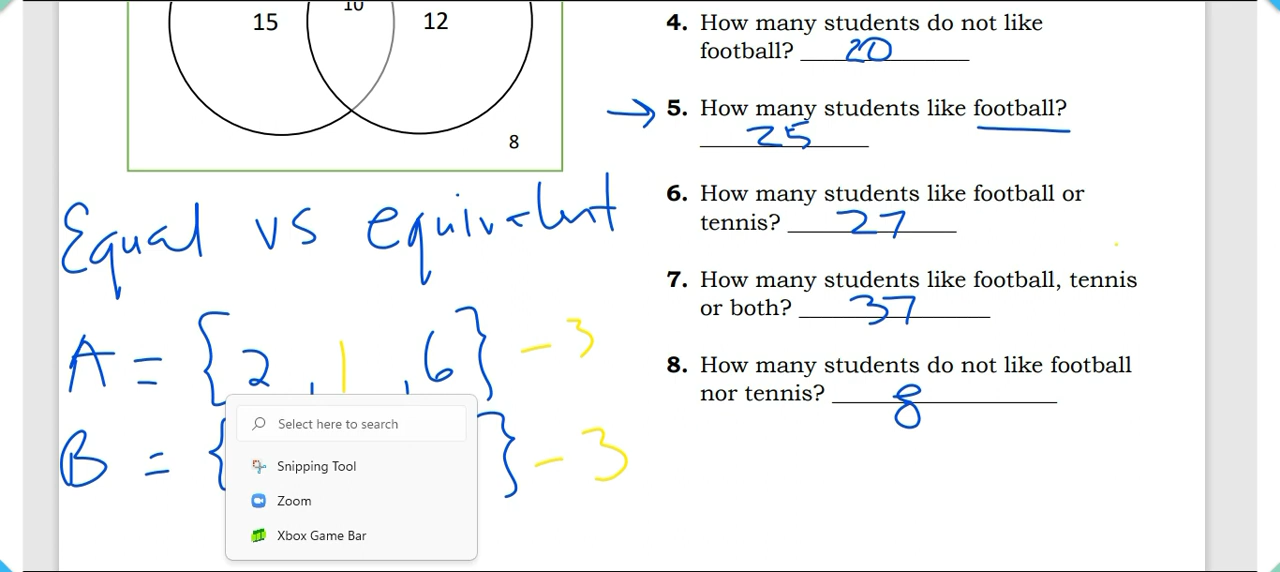 15
10
12
8
4. How many students do not like
football? 20
5. How many students like football?
25
6. How many students like football or
tennis? 27
7. How many students like football, tennis
or both? 37
8. How many students do not like football
nor tennis? 8
Equal vs equivalent
A = {2, 1, 6} - 3
B = { } - 3
Select here to search
Snipping Tool
Zoom
Xbox Game Bar